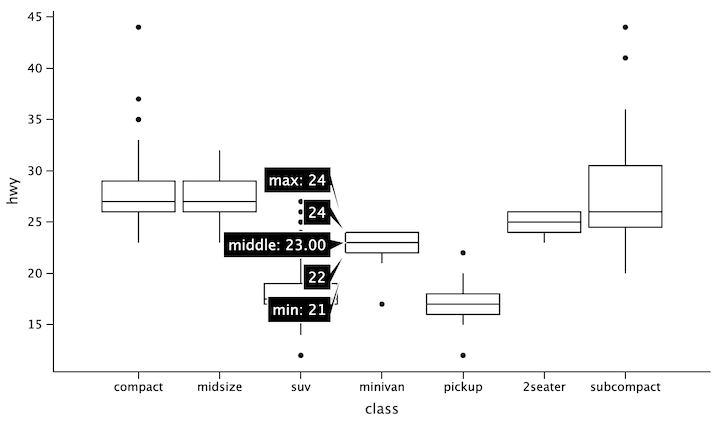 45
40
35
30
25
20
15
hwy
max: 24
24
middle: 23.00
22
min: 21
compact midsize suv minivan pickup 2seater subcompact
class